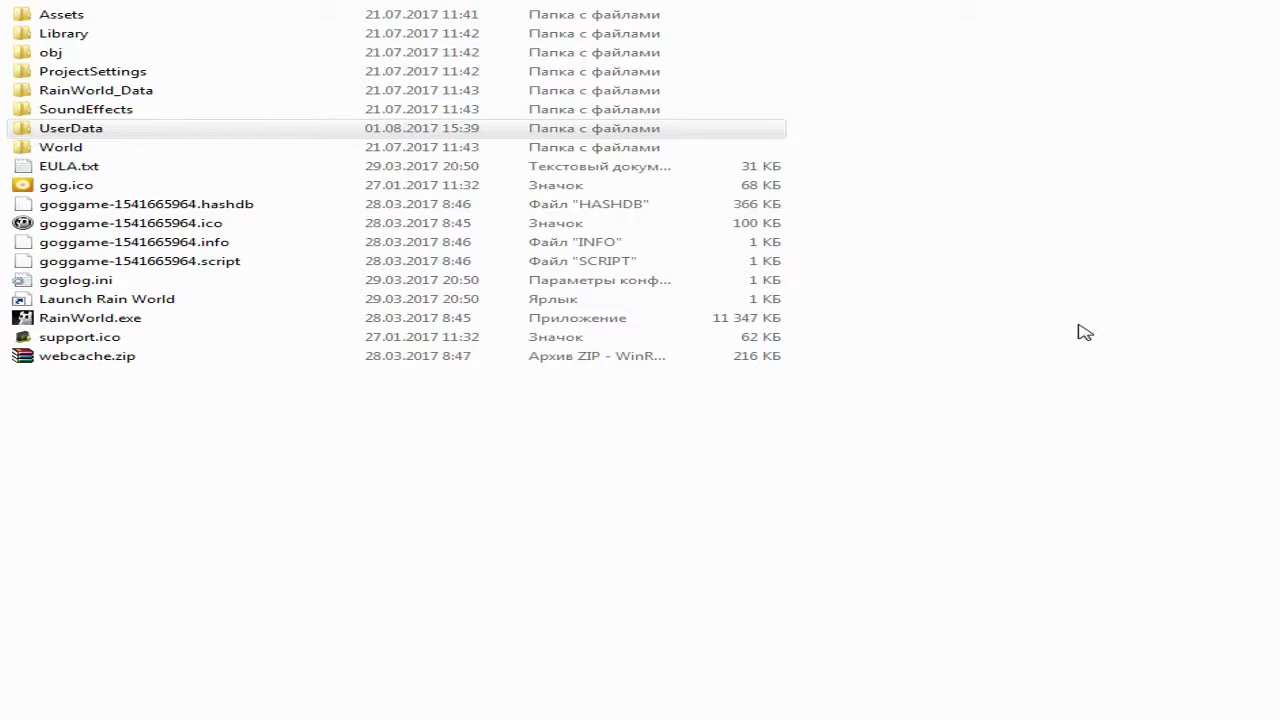 Assets 21.07.2017 11:41 Папка с файлами
Library 21.07.2017 11:42 Папка с файлами
obj 21.07.2017 11:42 Папка с файлами
ProjectSettings 21.07.2017 11:42 Папка с файлами
RainWorld_Data 21.07.2017 11:43 Папка с файлами
SoundEffects 21.07.2017 11:43 Папка с файлами
UserData 01.08.2017 15:39 Папка с файлами
World 21.07.2017 11:43 Папка с файлами
EULA.txt 29.03.2017 20:50 Текстовый докум... 31 КБ
gog.ico 27.01.2017 11:32 Значок 68 КБ
goggame-1541665964.hashdb 28.03.2017 8:46 Файл "HASHDB" 366 КБ
goggame-1541665964.ico 28.03.2017 8:45 Значок 100 КБ
goggame-1541665964.info 28.03.2017 8:46 Файл "INFO" 1 КБ
goggame-1541665964.script 28.03.2017 8:46 Файл "SCRIPT" 1 КБ
goglog.ini 29.03.2017 20:50 Параметры конф... 1 КБ
Launch Rain World 29.03.2017 20:50 Ярлык 1 КБ
RainWorld.exe 28.03.2017 8:45 Приложение 11 347 КБ
support.ico 27.01.2017 11:32 Значок 62 КБ
webcache.zip 28.03.2017 8:47 Архив ZIP - WinR... 216 КБ